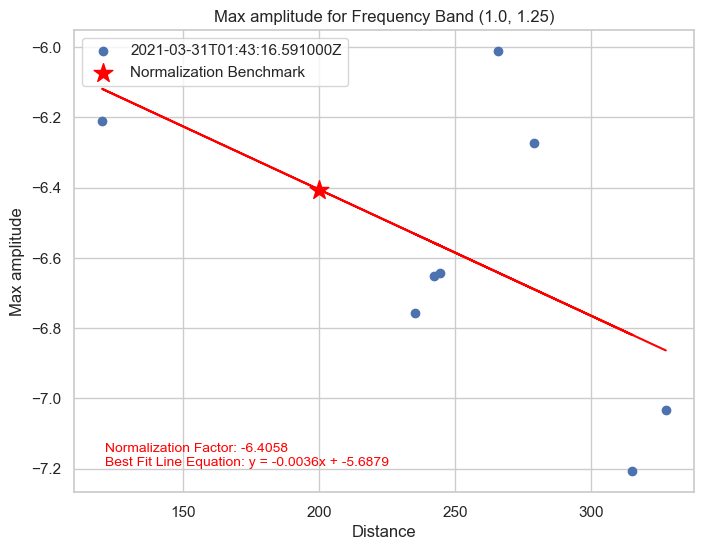 Max amplitude for Frequency Band (1.0, 1.25)
2021-03-31T01:43:16.591000Z
Normalization Benchmark
−6.0
−6.2
−6.4
−6.6
−6.8
−7.0
−7.2
Max amplitude
Normalization Factor: -6.4058
Best Fit Line Equation: y = -0.0036x + -5.6879
150 200 250 300
Distance